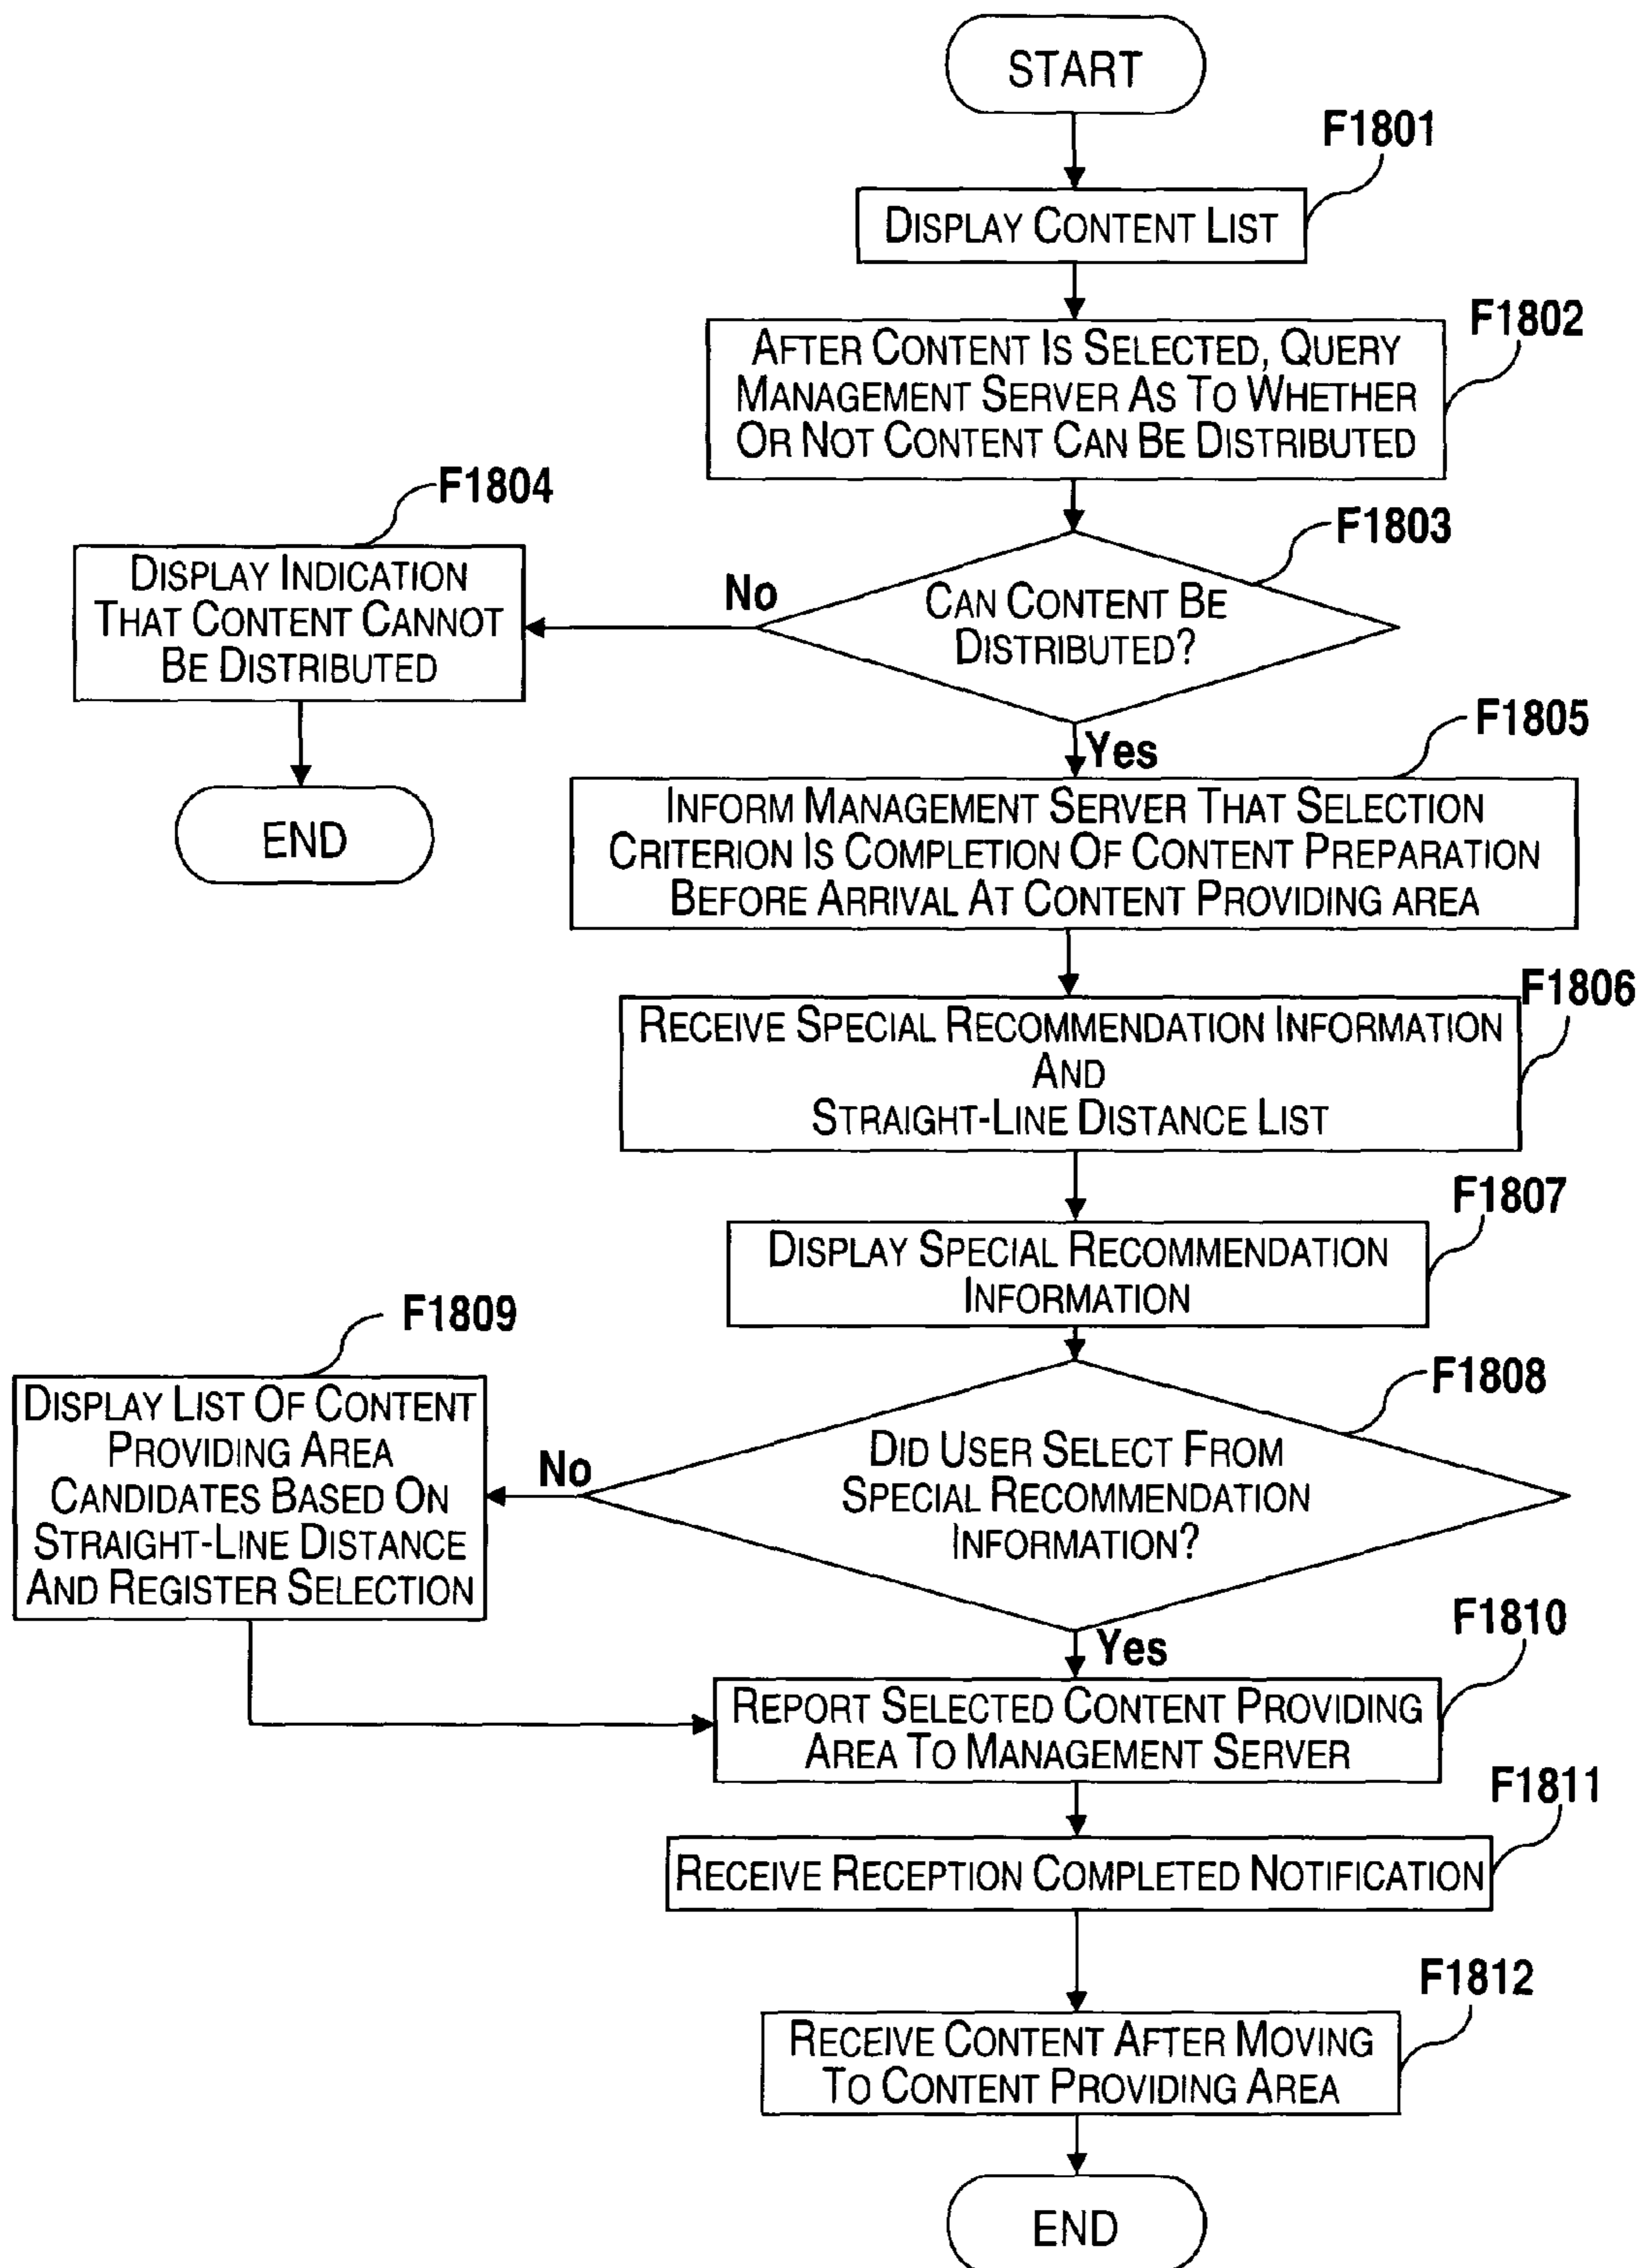 START
F1801
DISPLAY CONTENT LIST
F1802
AFTER CONTENT IS SELECTED, QUERY
MANAGEMENT SERVER AS TO WHETHER
OR NOT CONTENT CAN BE DISTRIBUTED
F1803
CAN CONTENT BE
DISTRIBUTED?
No
F1804
DISPLAY INDICATION
THAT CONTENT CANNOT
BE DISTRIBUTED
END
Yes
F1805
INFORM MANAGEMENT SERVER THAT SELECTION
CRITERION IS COMPLETION OF CONTENT PREPARATION
BEFORE ARRIVAL AT CONTENT PROVIDING AREA
F1806
RECEIVE SPECIAL RECOMMENDATION INFORMATION
AND
STRAIGHT-LINE DISTANCE LIST
F1807
DISPLAY SPECIAL RECOMMENDATION
INFORMATION
F1808
DID USER SELECT FROM
SPECIAL RECOMMENDATION
INFORMATION?
No
F1809
DISPLAY LIST OF CONTENT
PROVIDING AREA
CANDIDATES BASED ON
STRAIGHT-LINE DISTANCE
AND REGISTER SELECTION
Yes
F1810
REPORT SELECTED CONTENT PROVIDING
AREA TO MANAGEMENT SERVER
F1811
RECEIVE RECEPTION COMPLETED NOTIFICATION
F1812
RECEIVE CONTENT AFTER MOVING
TO CONTENT PROVIDING AREA
END